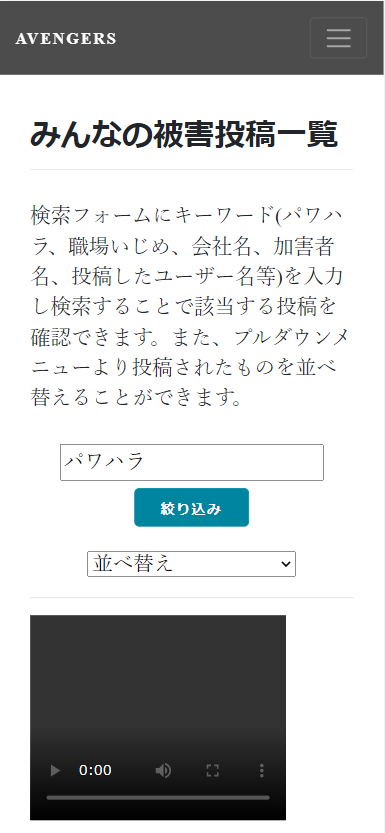 AVENGERS
みんなの被害投稿一覧
検索フォームにキーワード(パワハ
ラ、職場いじめ、会社名、加害者
名、投稿したユーザー名等)を入力
し検索することで該当する投稿を
確認できます。また、プルダウンメ
ニューより投稿されたものを並べ
替えることができます。
パワハラ
絞り込み
並べ替え
0:00